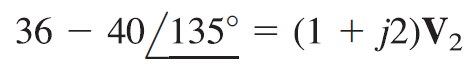 36 − 40∠135° = (1 + j2)V₂